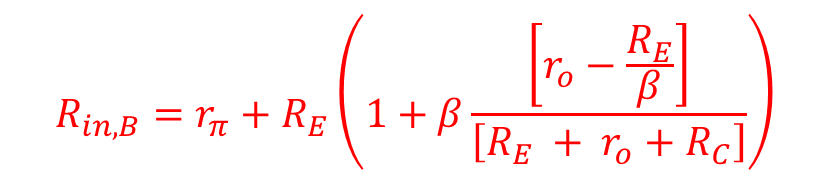 R_{in,B} = r_π + R_E (1 + β [r_o − R_E/β] / [R_E + r_o + R_C])